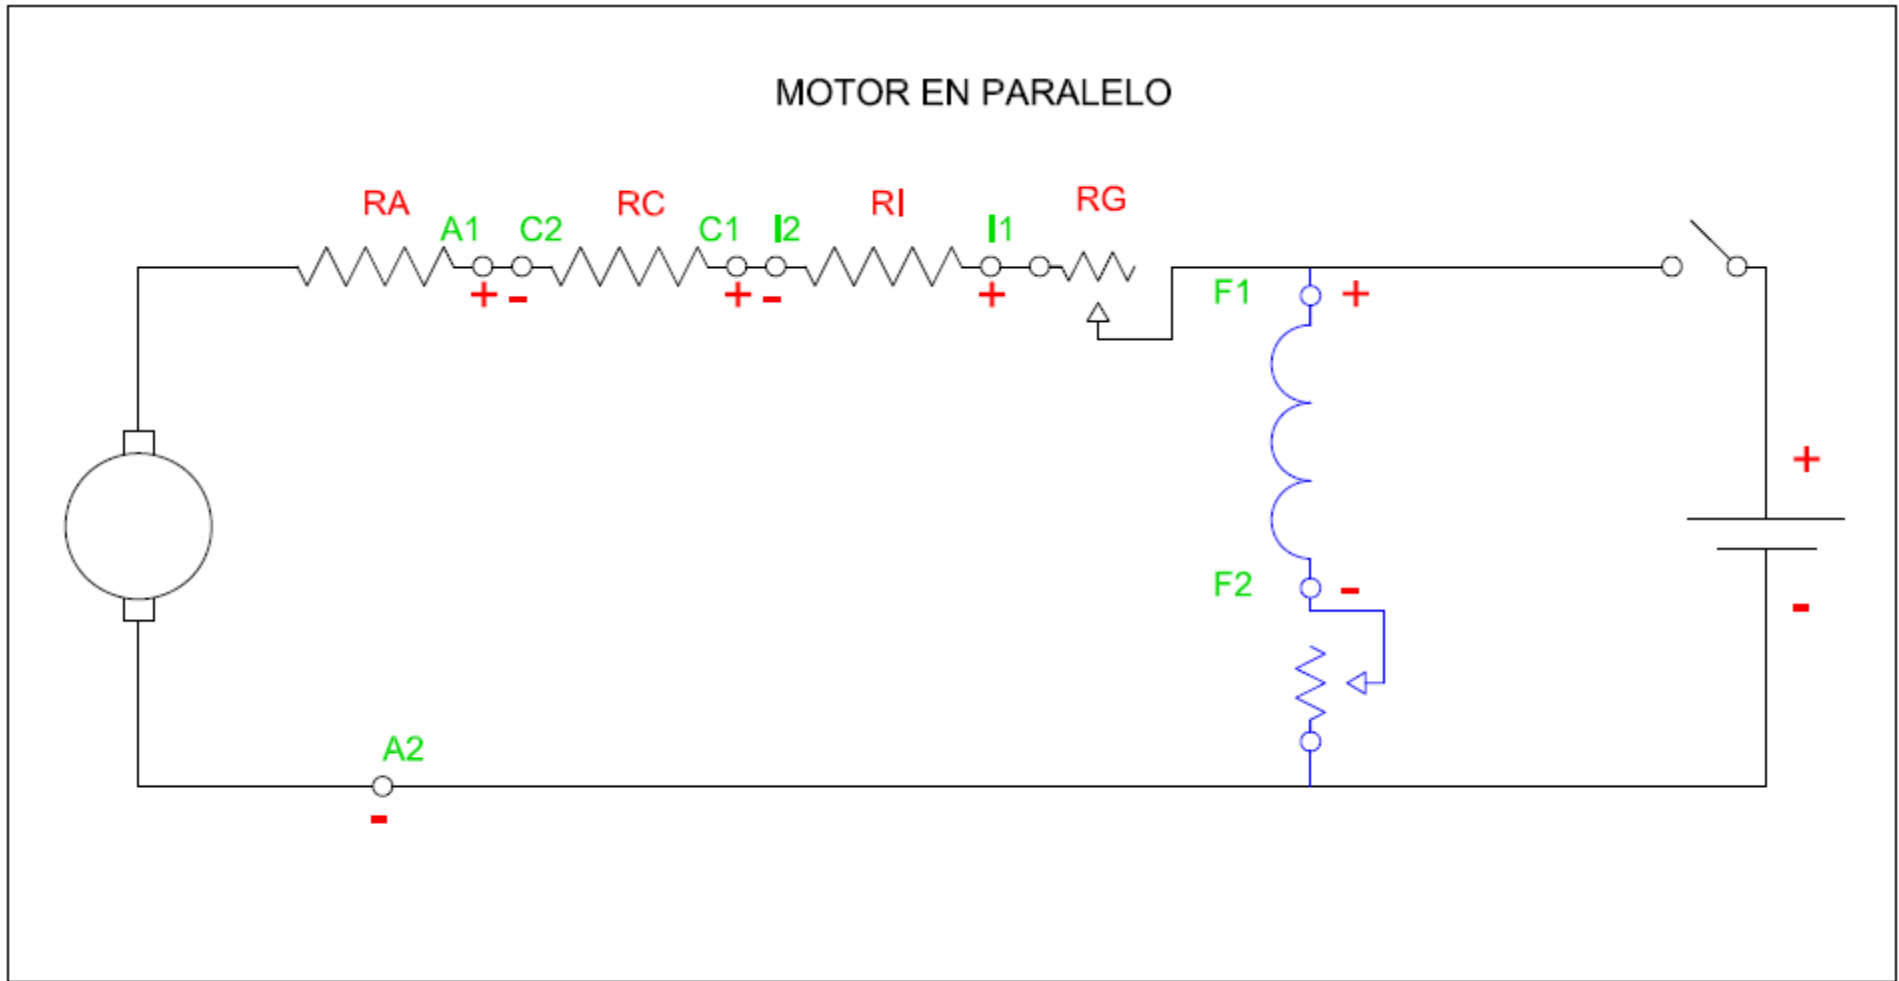 MOTOR EN PARALELO
RA RC RI RG
A1 C2 C1 I2 I1
+ - + - +
F1 +
+
F2 -
-
A2
-